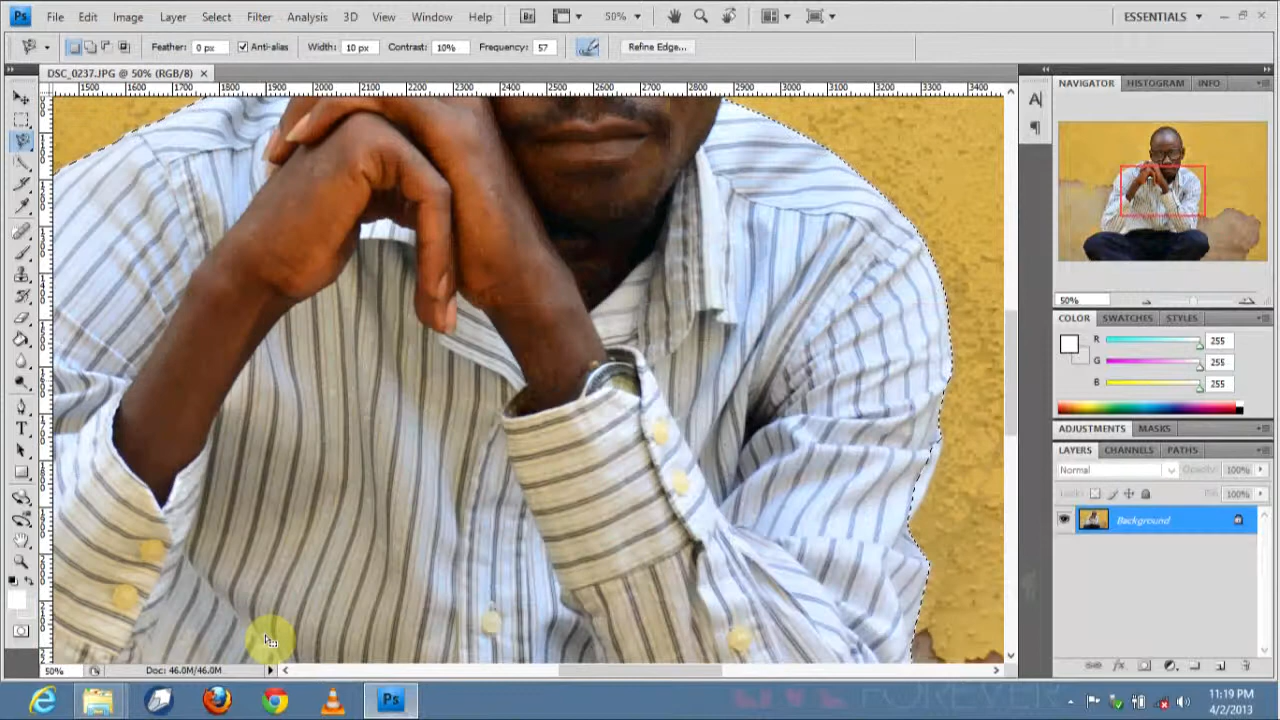 Ps File Edit Image Layer Select Filter Analysis 3D View Window Help Br 50% ESSENTIALS
Feather: 0 px Anti-alias Width: 10 px Contrast: 10% Frequency: 57 Refine Edge...
DSC_0237.JPG @ 50% (RGB/8)
1500 1600 1700 1800 1900 2000 2100 2200 2300 2400 2500 2600 2700 2800 2900 3000 3100 3200 3300 3400
NAVIGATOR HISTOGRAM INFO
50%
COLOR SWATCHES STYLES
R 255
G 255
B 255
ADJUSTMENTS MASKS
LAYERS CHANNELS PATHS
Normal Opacity: 100%
100%
Background
50% Doc: 46.0M/46.0M
Ps
FOREVER
11:19 PM
4/2/2013